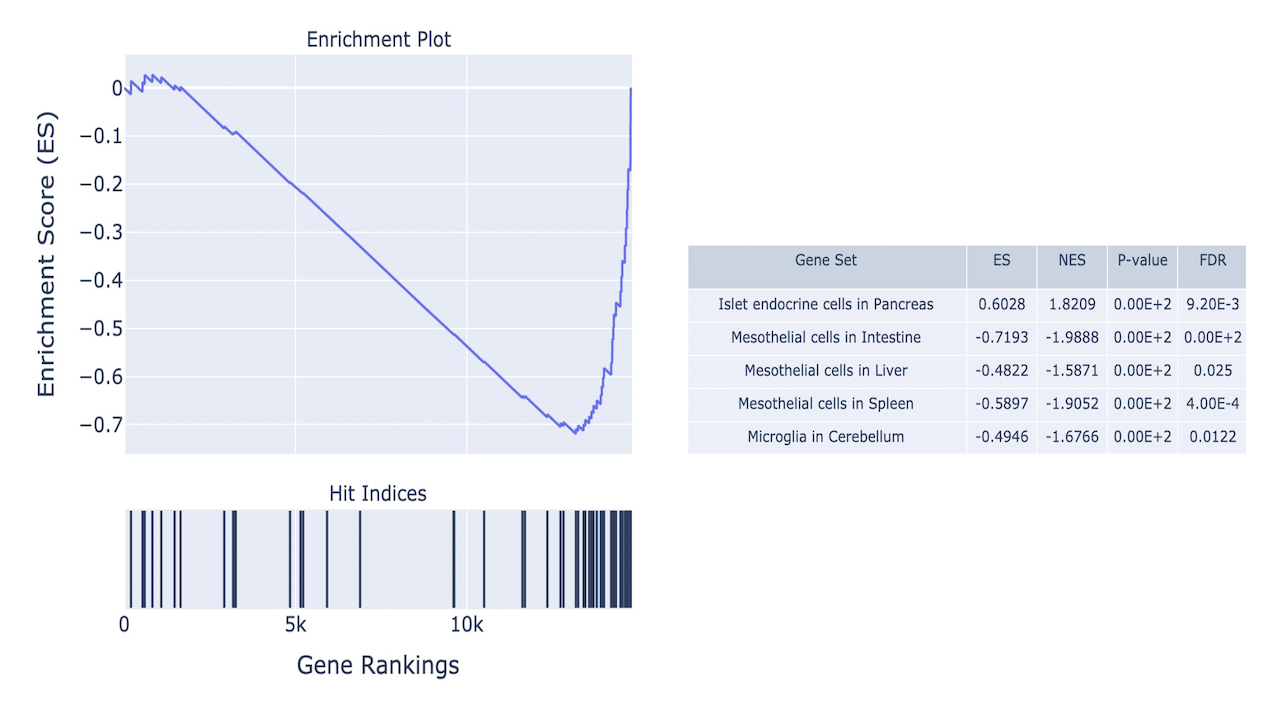 Enrichment Plot
Enrichment Score (ES)
0
−0.1
−0.2
−0.3
−0.4
−0.5
−0.6
−0.7
Hit Indices
0 5k 10k
Gene Rankings
Gene Set ES NES P-value FDR
Islet endocrine cells in Pancreas 0.6028 1.8209 0.00E+2 9.20E-3
Mesothelial cells in Intestine -0.7193 -1.9888 0.00E+2 0.00E+2
Mesothelial cells in Liver -0.4822 -1.5871 0.00E+2 0.025
Mesothelial cells in Spleen -0.5897 -1.9052 0.00E+2 4.00E-4
Microglia in Cerebellum -0.4946 -1.6766 0.00E+2 0.0122